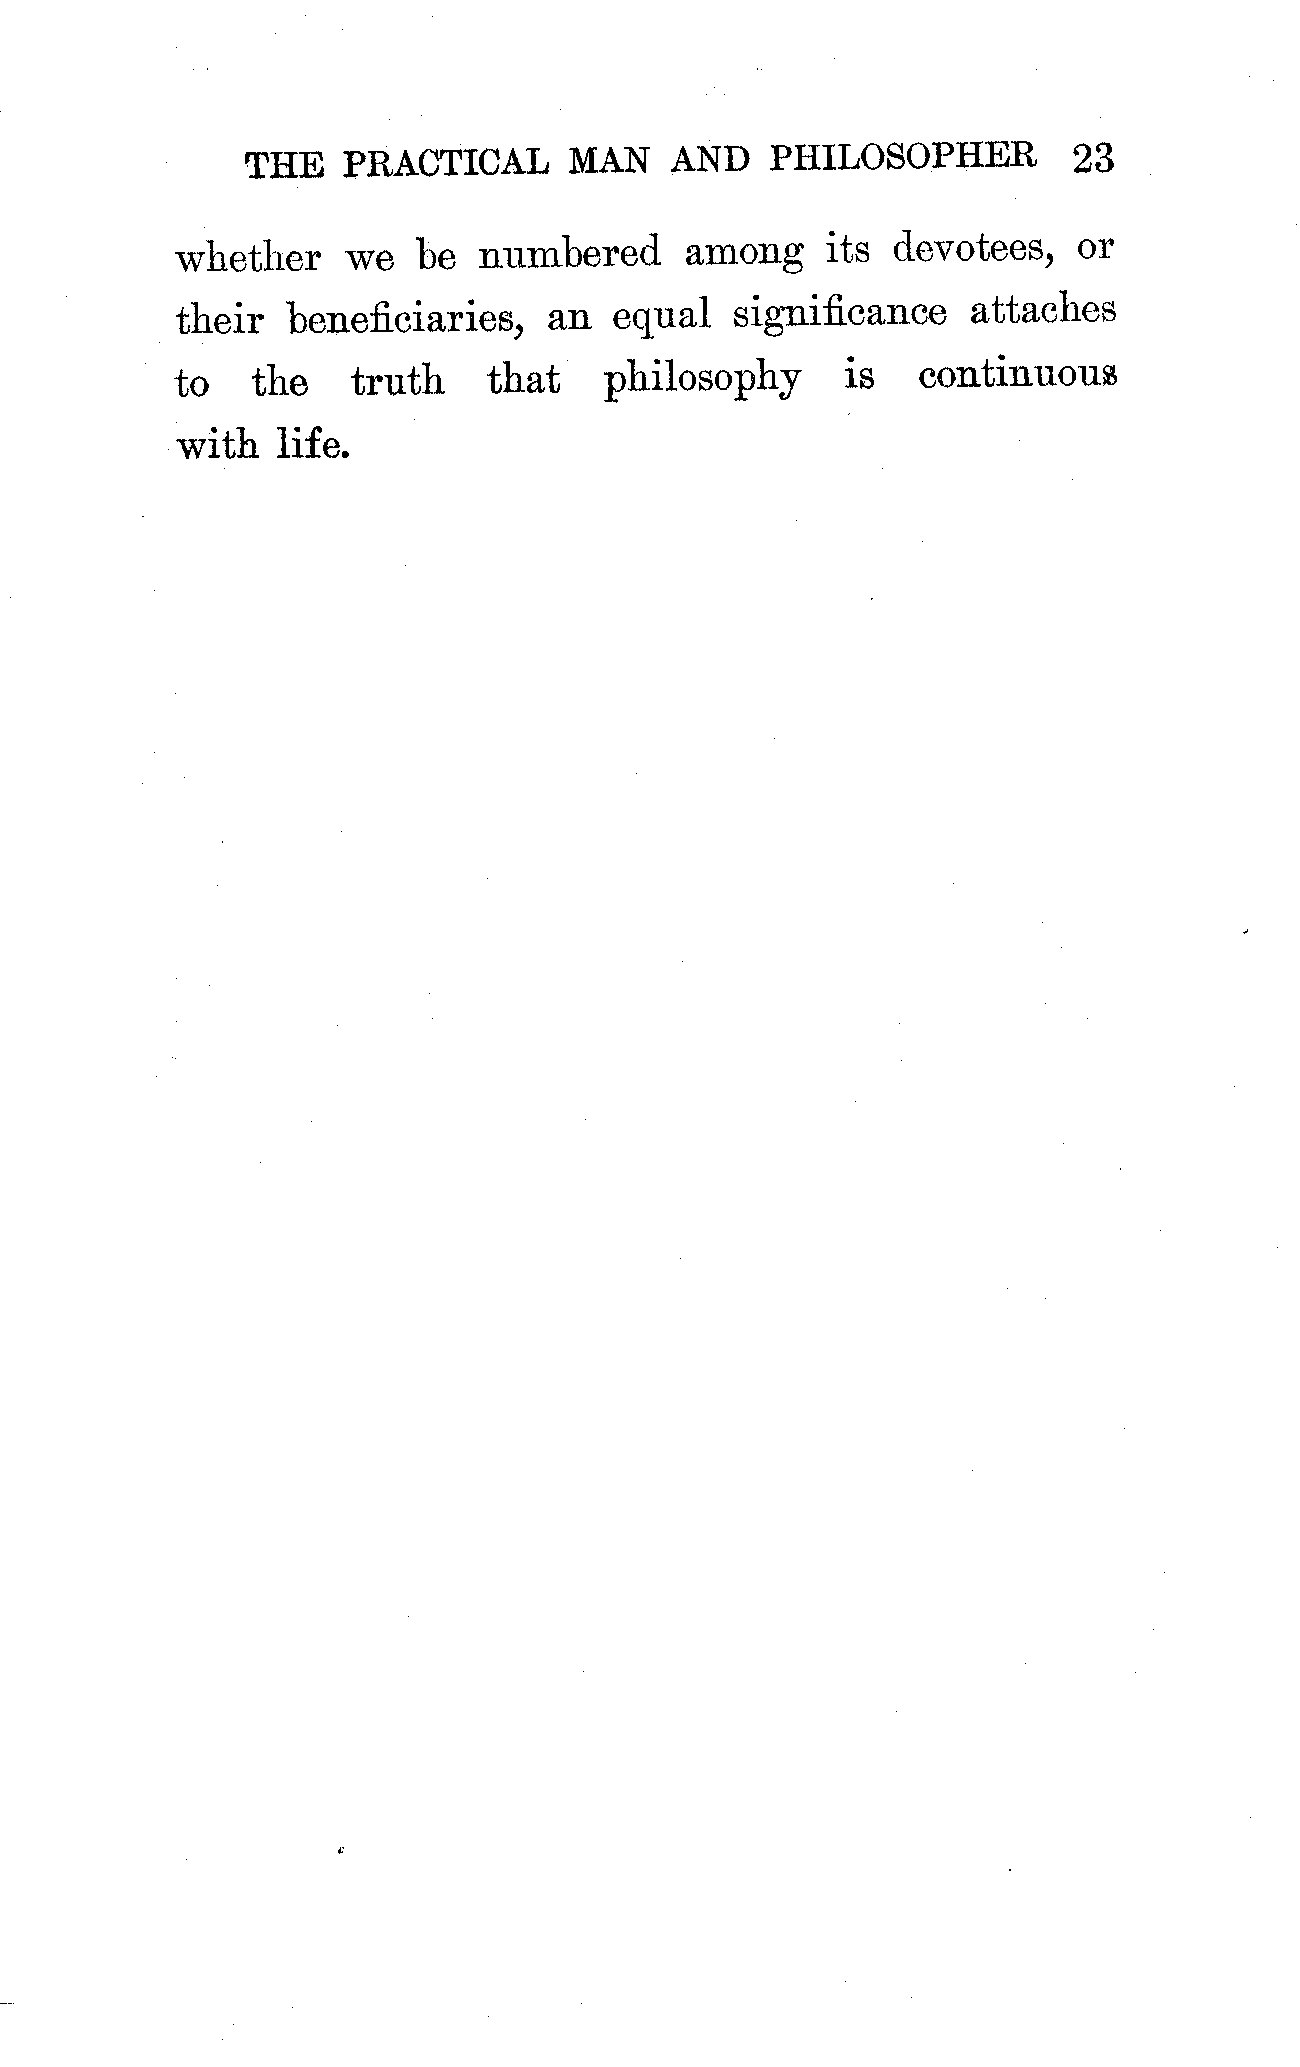 THE PRACTICAL MAN AND PHILOSOPHER 23
whether we be numbered among its devotees, or
their beneficiaries, an equal significance attaches
to the truth that philosophy is continuous
with life.